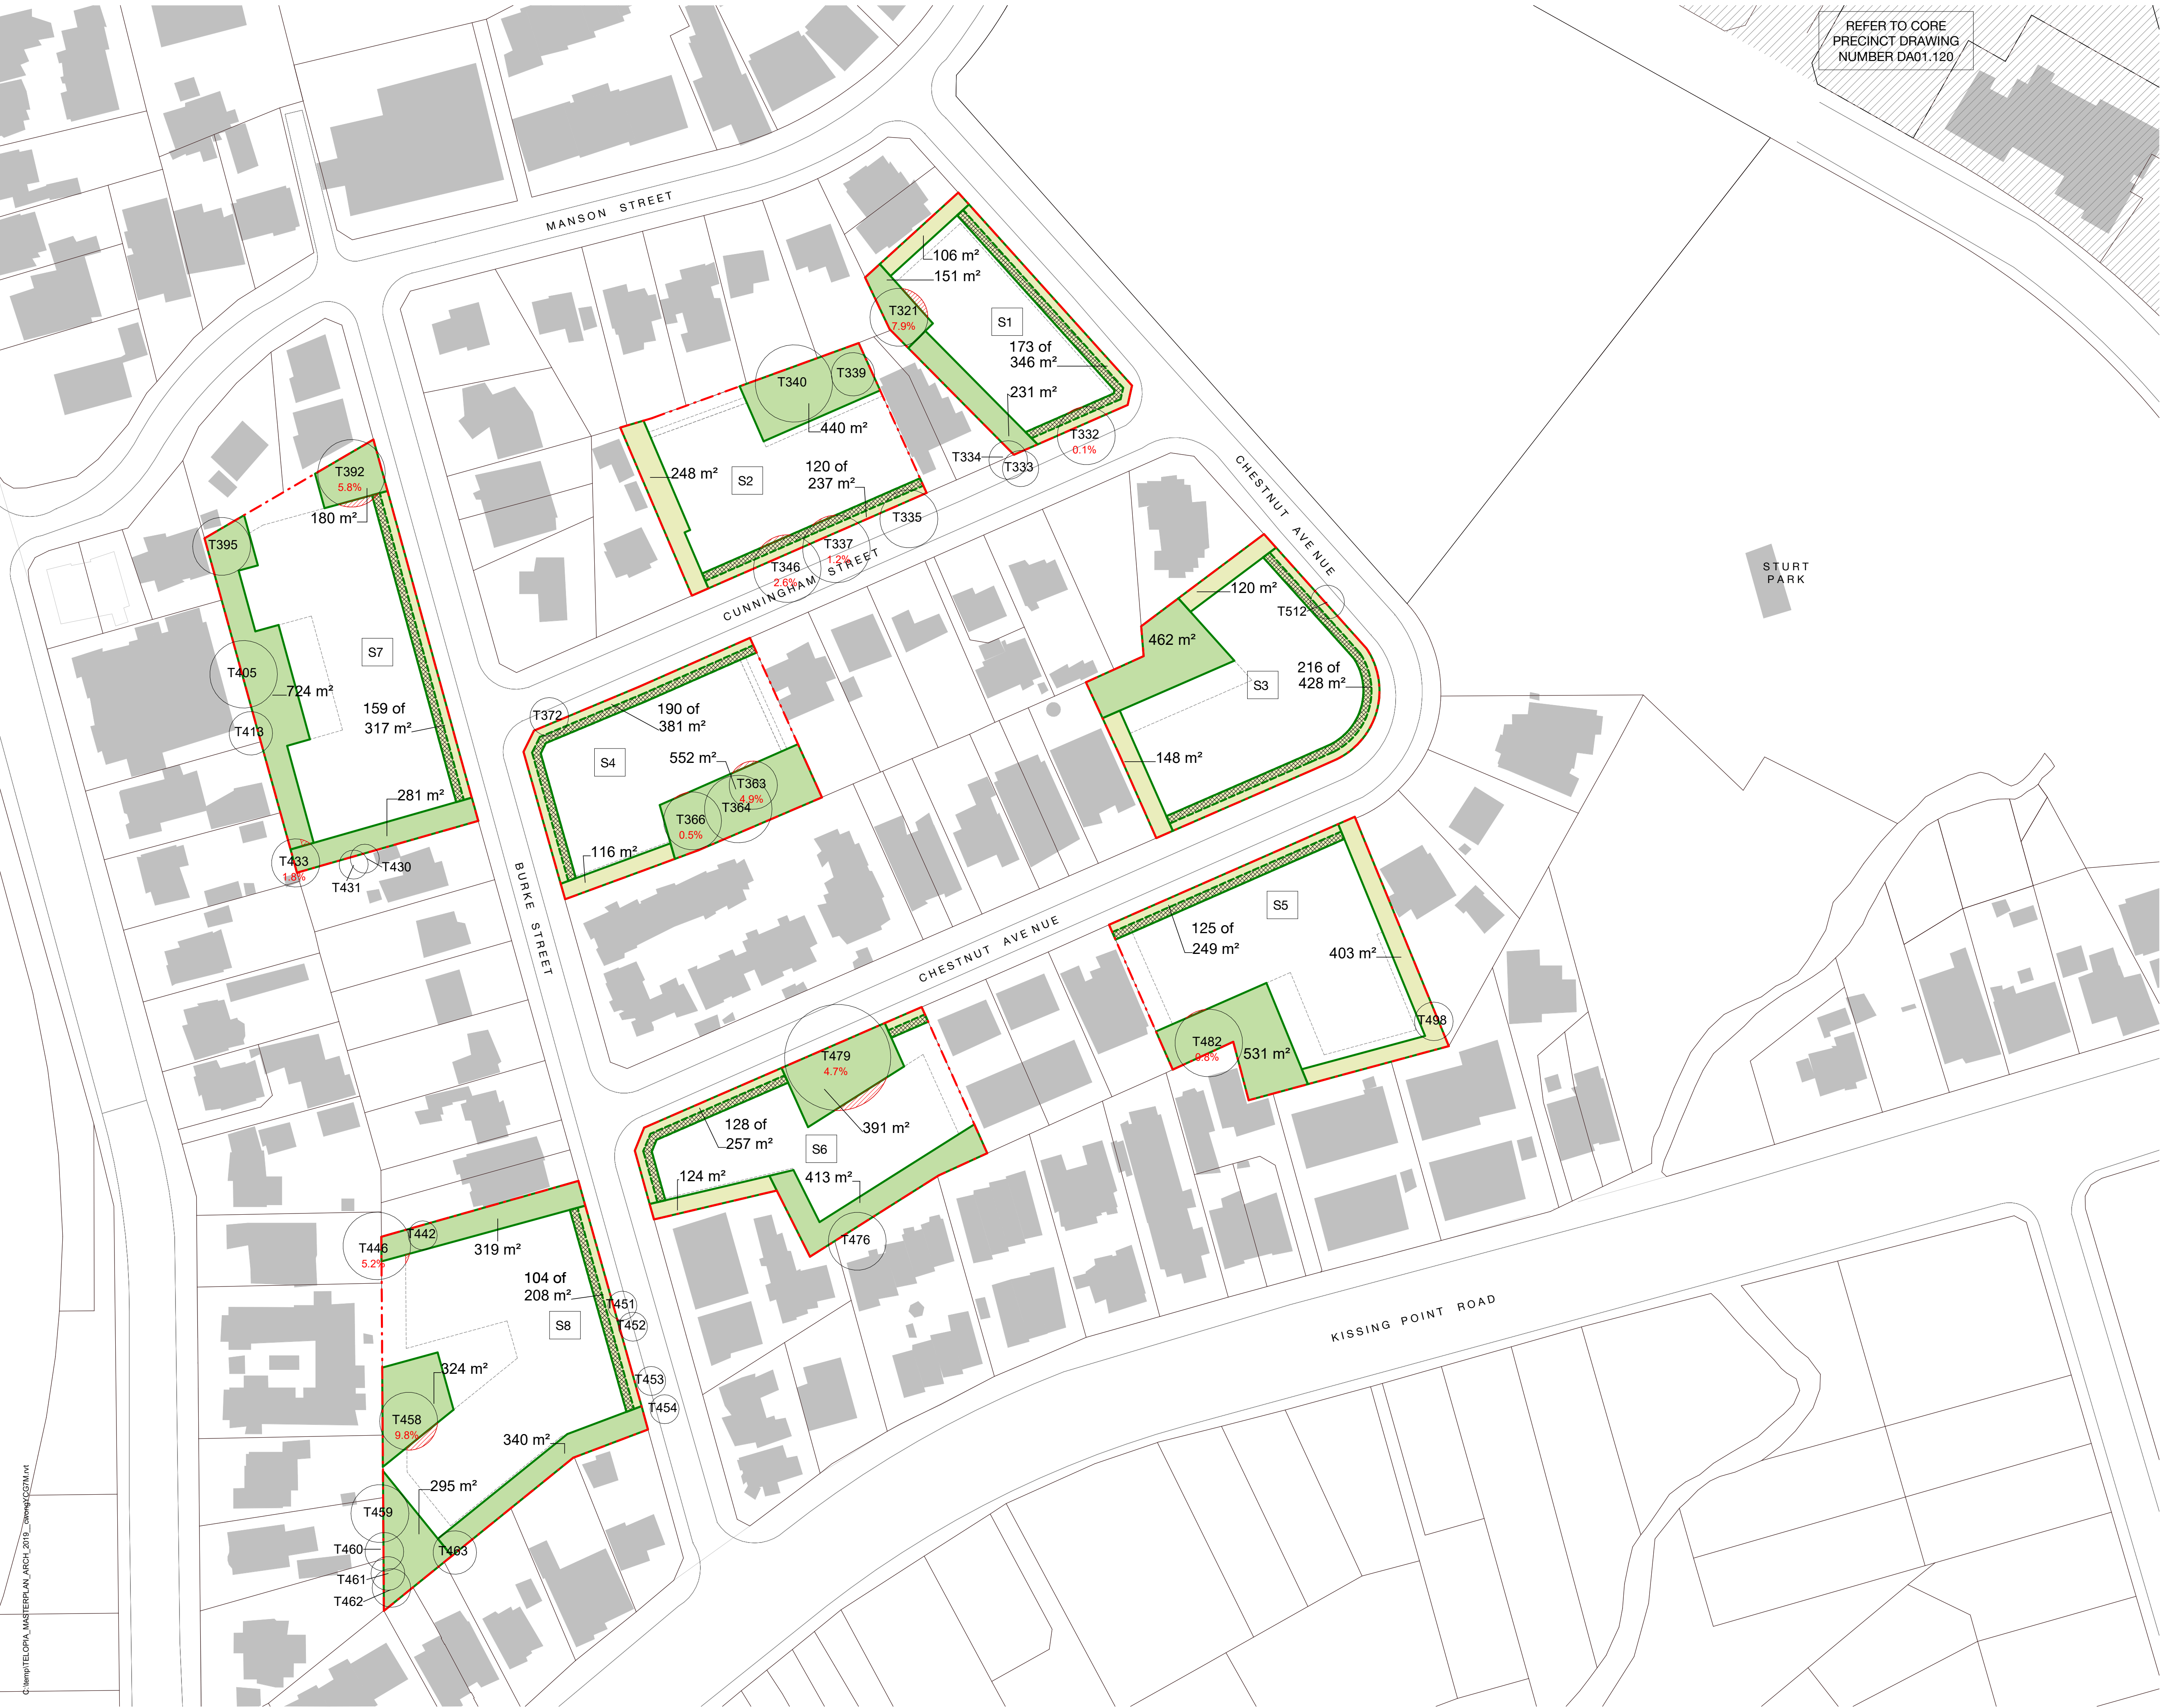 REFER TO CORE
PRECINCT DRAWING
NUMBER DA01.120
MANSON STREET
106 m²
151 m²
T321
7.9%
S1
173 of
346 m²
231 m²
T332
0.1%
T334
T333
T340
T339
440 m²
248 m²
S2
120 of
237 m²
T335
T337
1.2%
T346
2.6%
CUNNINGHAM STREET
CHESTNUT AVENUE
T392
5.8%
180 m²
T395
S7
T405
724 m²
T413
159 of
317 m²
281 m²
T433
1.8%
T431
T430
T372
190 of
381 m²
S4
552 m²
T363
4.9%
T364
T366
0.5%
116 m²
120 m²
T512
462 m²
S3
216 of
428 m²
148 m²
STURT
PARK
BURKE STREET
CHESTNUT AVENUE
S5
125 of
249 m²
403 m²
T498
T482
0.8%
531 m²
T479
4.7%
128 of
257 m²
391 m²
S6
124 m²
413 m²
T476
T446
5.2%
T442
319 m²
104 of
208 m²
T451
T452
S8
324 m²
T453
T454
T458
9.8%
340 m²
295 m²
T459
T460
T463
T461
T462
KISSING POINT ROAD